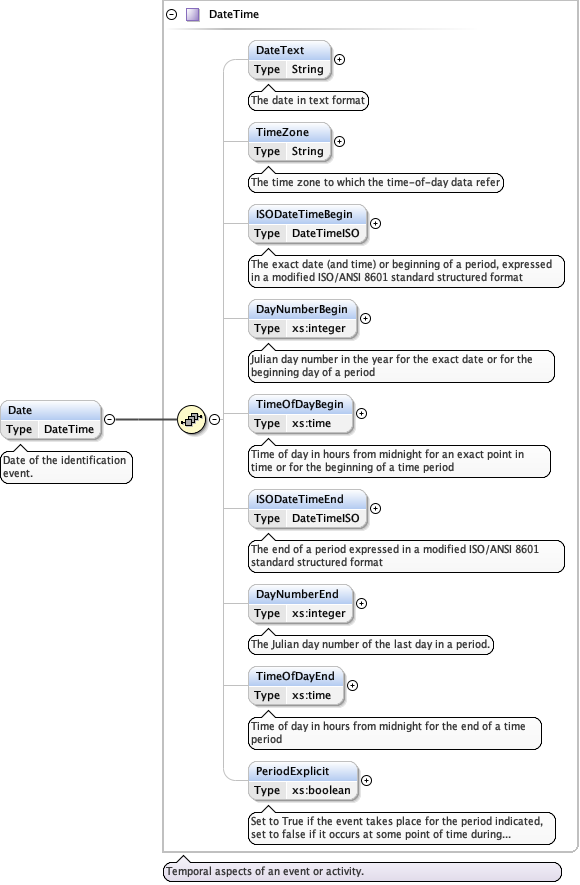 DateTime
DateText
Type String
The date in text format
TimeZone
Type String
The time zone to which the time-of-day data refer
ISODateTimeBegin
Type DateTimeISO
The exact date (and time) or beginning of a period, expressed
in a modified ISO/ANSI 8601 standard structured format
DayNumberBegin
Type xs:integer
Julian day number in the year for the exact date or for the
beginning day of a period
Date
Type DateTime
Date of the identification
event.
TimeOfDayBegin
Type xs:time
Time of day in hours from midnight for an exact point in
time or for the beginning of a time period
ISODateTimeEnd
Type DateTimeISO
The end of a period expressed in a modified ISO/ANSI 8601
standard structured format
DayNumberEnd
Type xs:integer
The Julian day number of the last day in a period.
TimeOfDayEnd
Type xs:time
Time of day in hours from midnight for the end of a time
period
PeriodExplicit
Type xs:boolean
Set to True if the event takes place for the period indicated,
set to false if it occurs at some point of time during...
Temporal aspects of an event or activity.